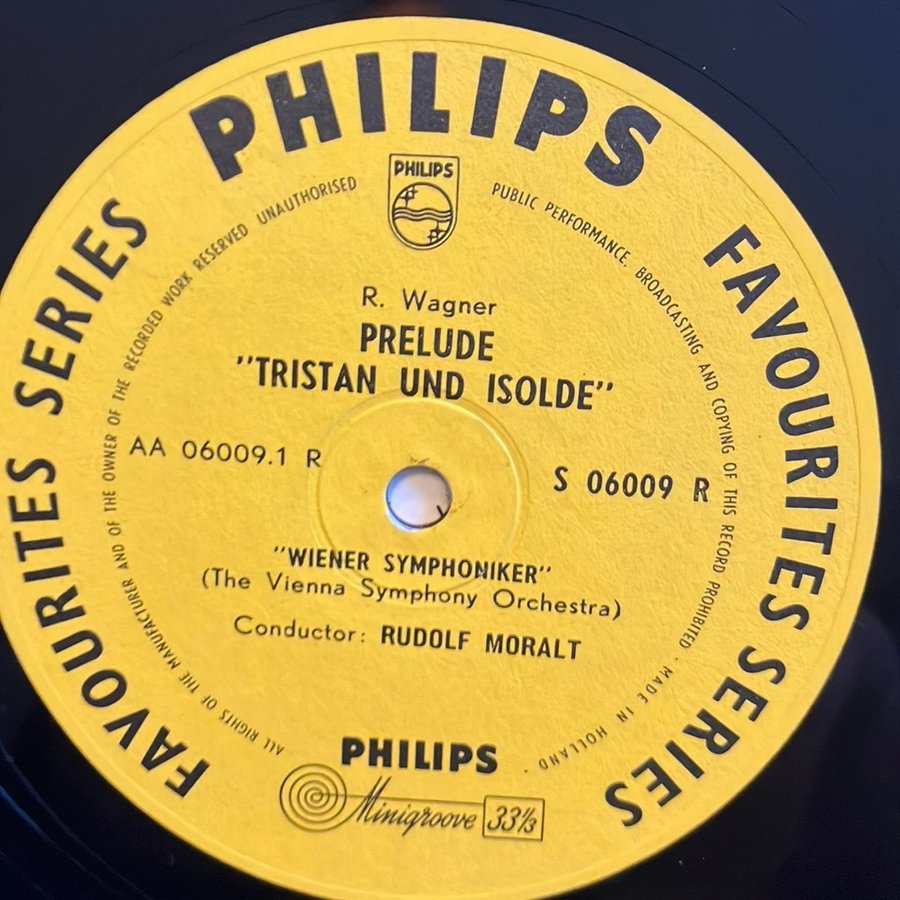 PHILIPS
FAVOURITES SERIES
FAVOURITES SERIES
PHILIPS
ALL RIGHTS OF THE MANUFACTURER AND OF THE OWNER OF THE RECORDED WORK RESERVED UNAUTHORISED PUBLIC PERFORMANCE, BROADCASTING AND COPYING OF THIS RECORD PROHIBITED · MADE IN HOLLAND ·
R. Wagner
PRELUDE
"TRISTAN UND ISOLDE"
AA 06009.1 R
S 06009 R
"WIENER SYMPHONIKER"
(The Vienna Symphony Orchestra)
Conductor: RUDOLF MORALT
PHILIPS
Minigroove 33⅓